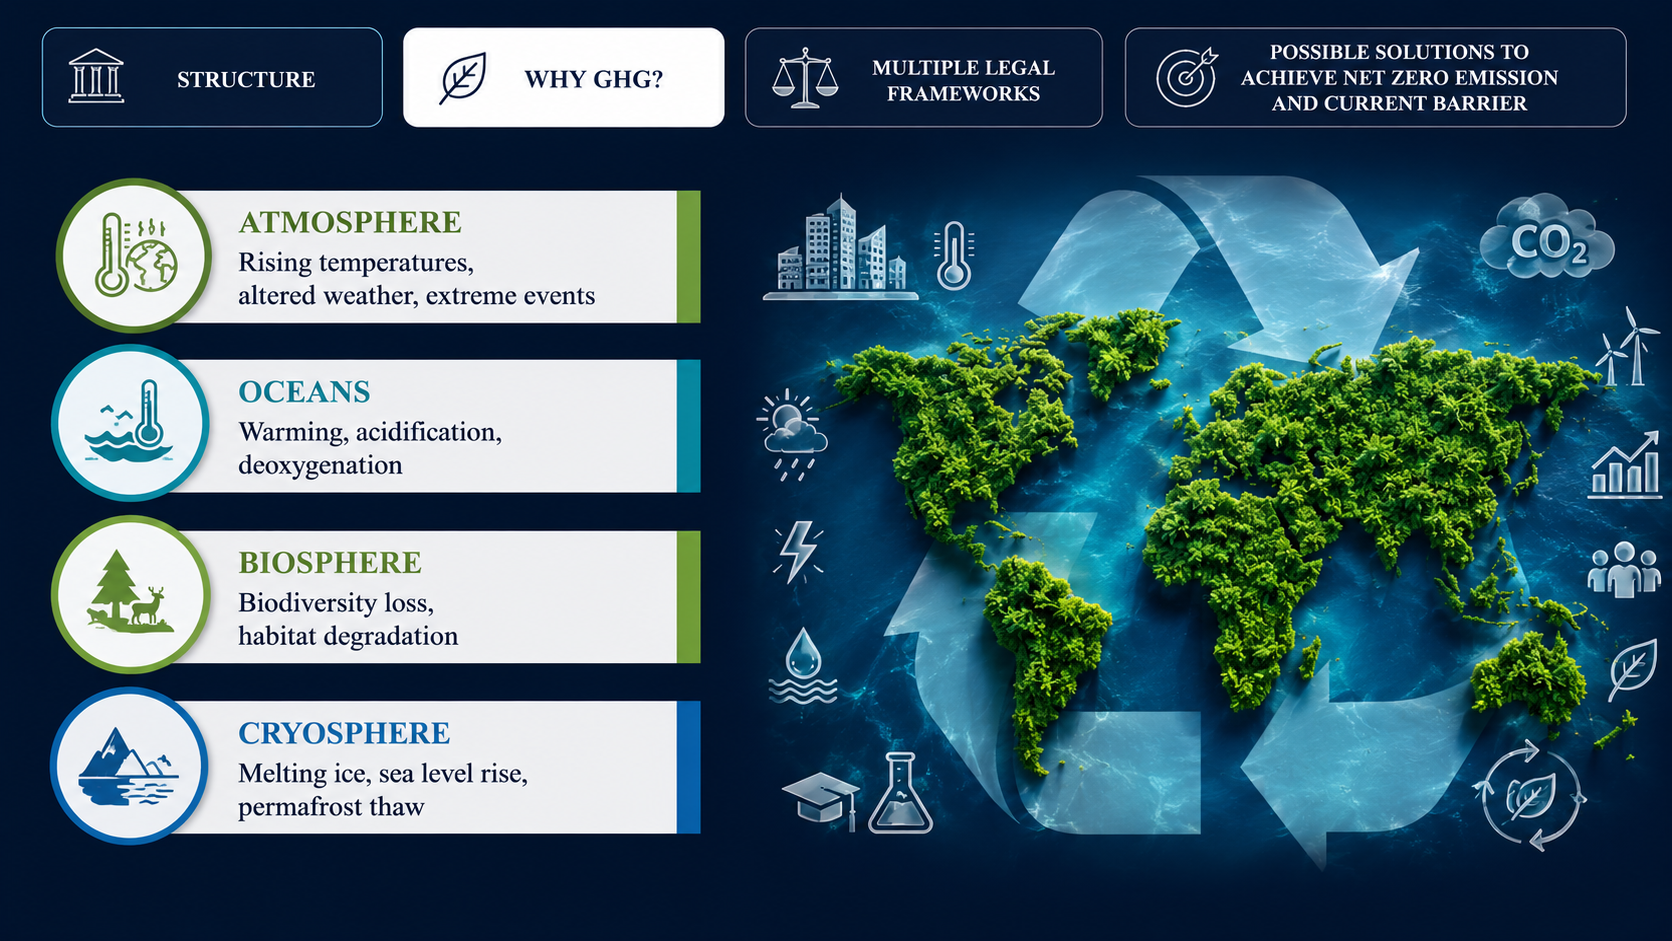 STRUCTURE
WHY GHG?
MULTIPLE LEGAL
FRAMEWORKS
POSSIBLE SOLUTIONS TO
ACHIEVE NET ZERO EMISSION
AND CURRENT BARRIER
ATMOSPHERE
Rising temperatures,
altered weather, extreme events
OCEANS
Warming, acidification,
deoxygenation
BIOSPHERE
Biodiversity loss,
habitat degradation
CRYOSPHERE
Melting ice, sea level rise,
permafrost thaw
CO₂